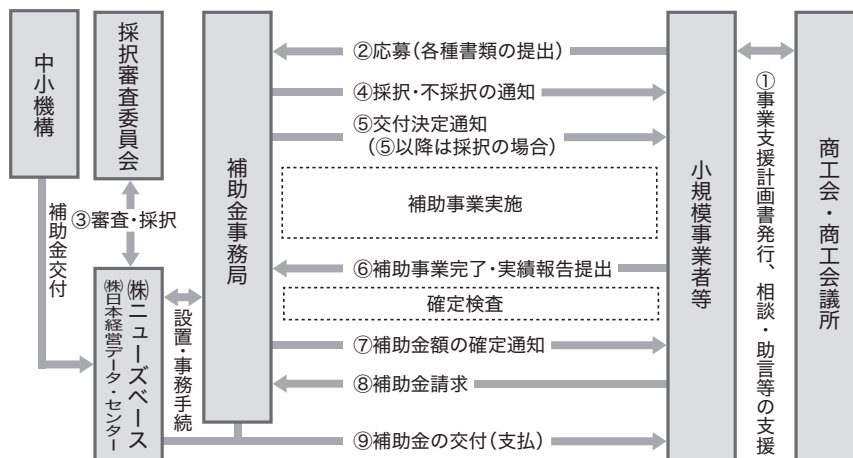 中小機構
採択審査委員会
補助金交付
③審査・採択
㈱ニューズベース
㈱日本経営データ・センター
設置・事務手続
補助金事務局
②応募(各種書類の提出)
④採択・不採択の通知
⑤交付決定通知
(⑤以降は採択の場合)
補助事業実施
⑥補助事業完了・実績報告提出
確定検査
⑦補助金額の確定通知
⑧補助金請求
⑨補助金の交付(支払)
小規模事業者等
①事業支援計画書発行、相談・助言等の支援
商工会・商工会議所